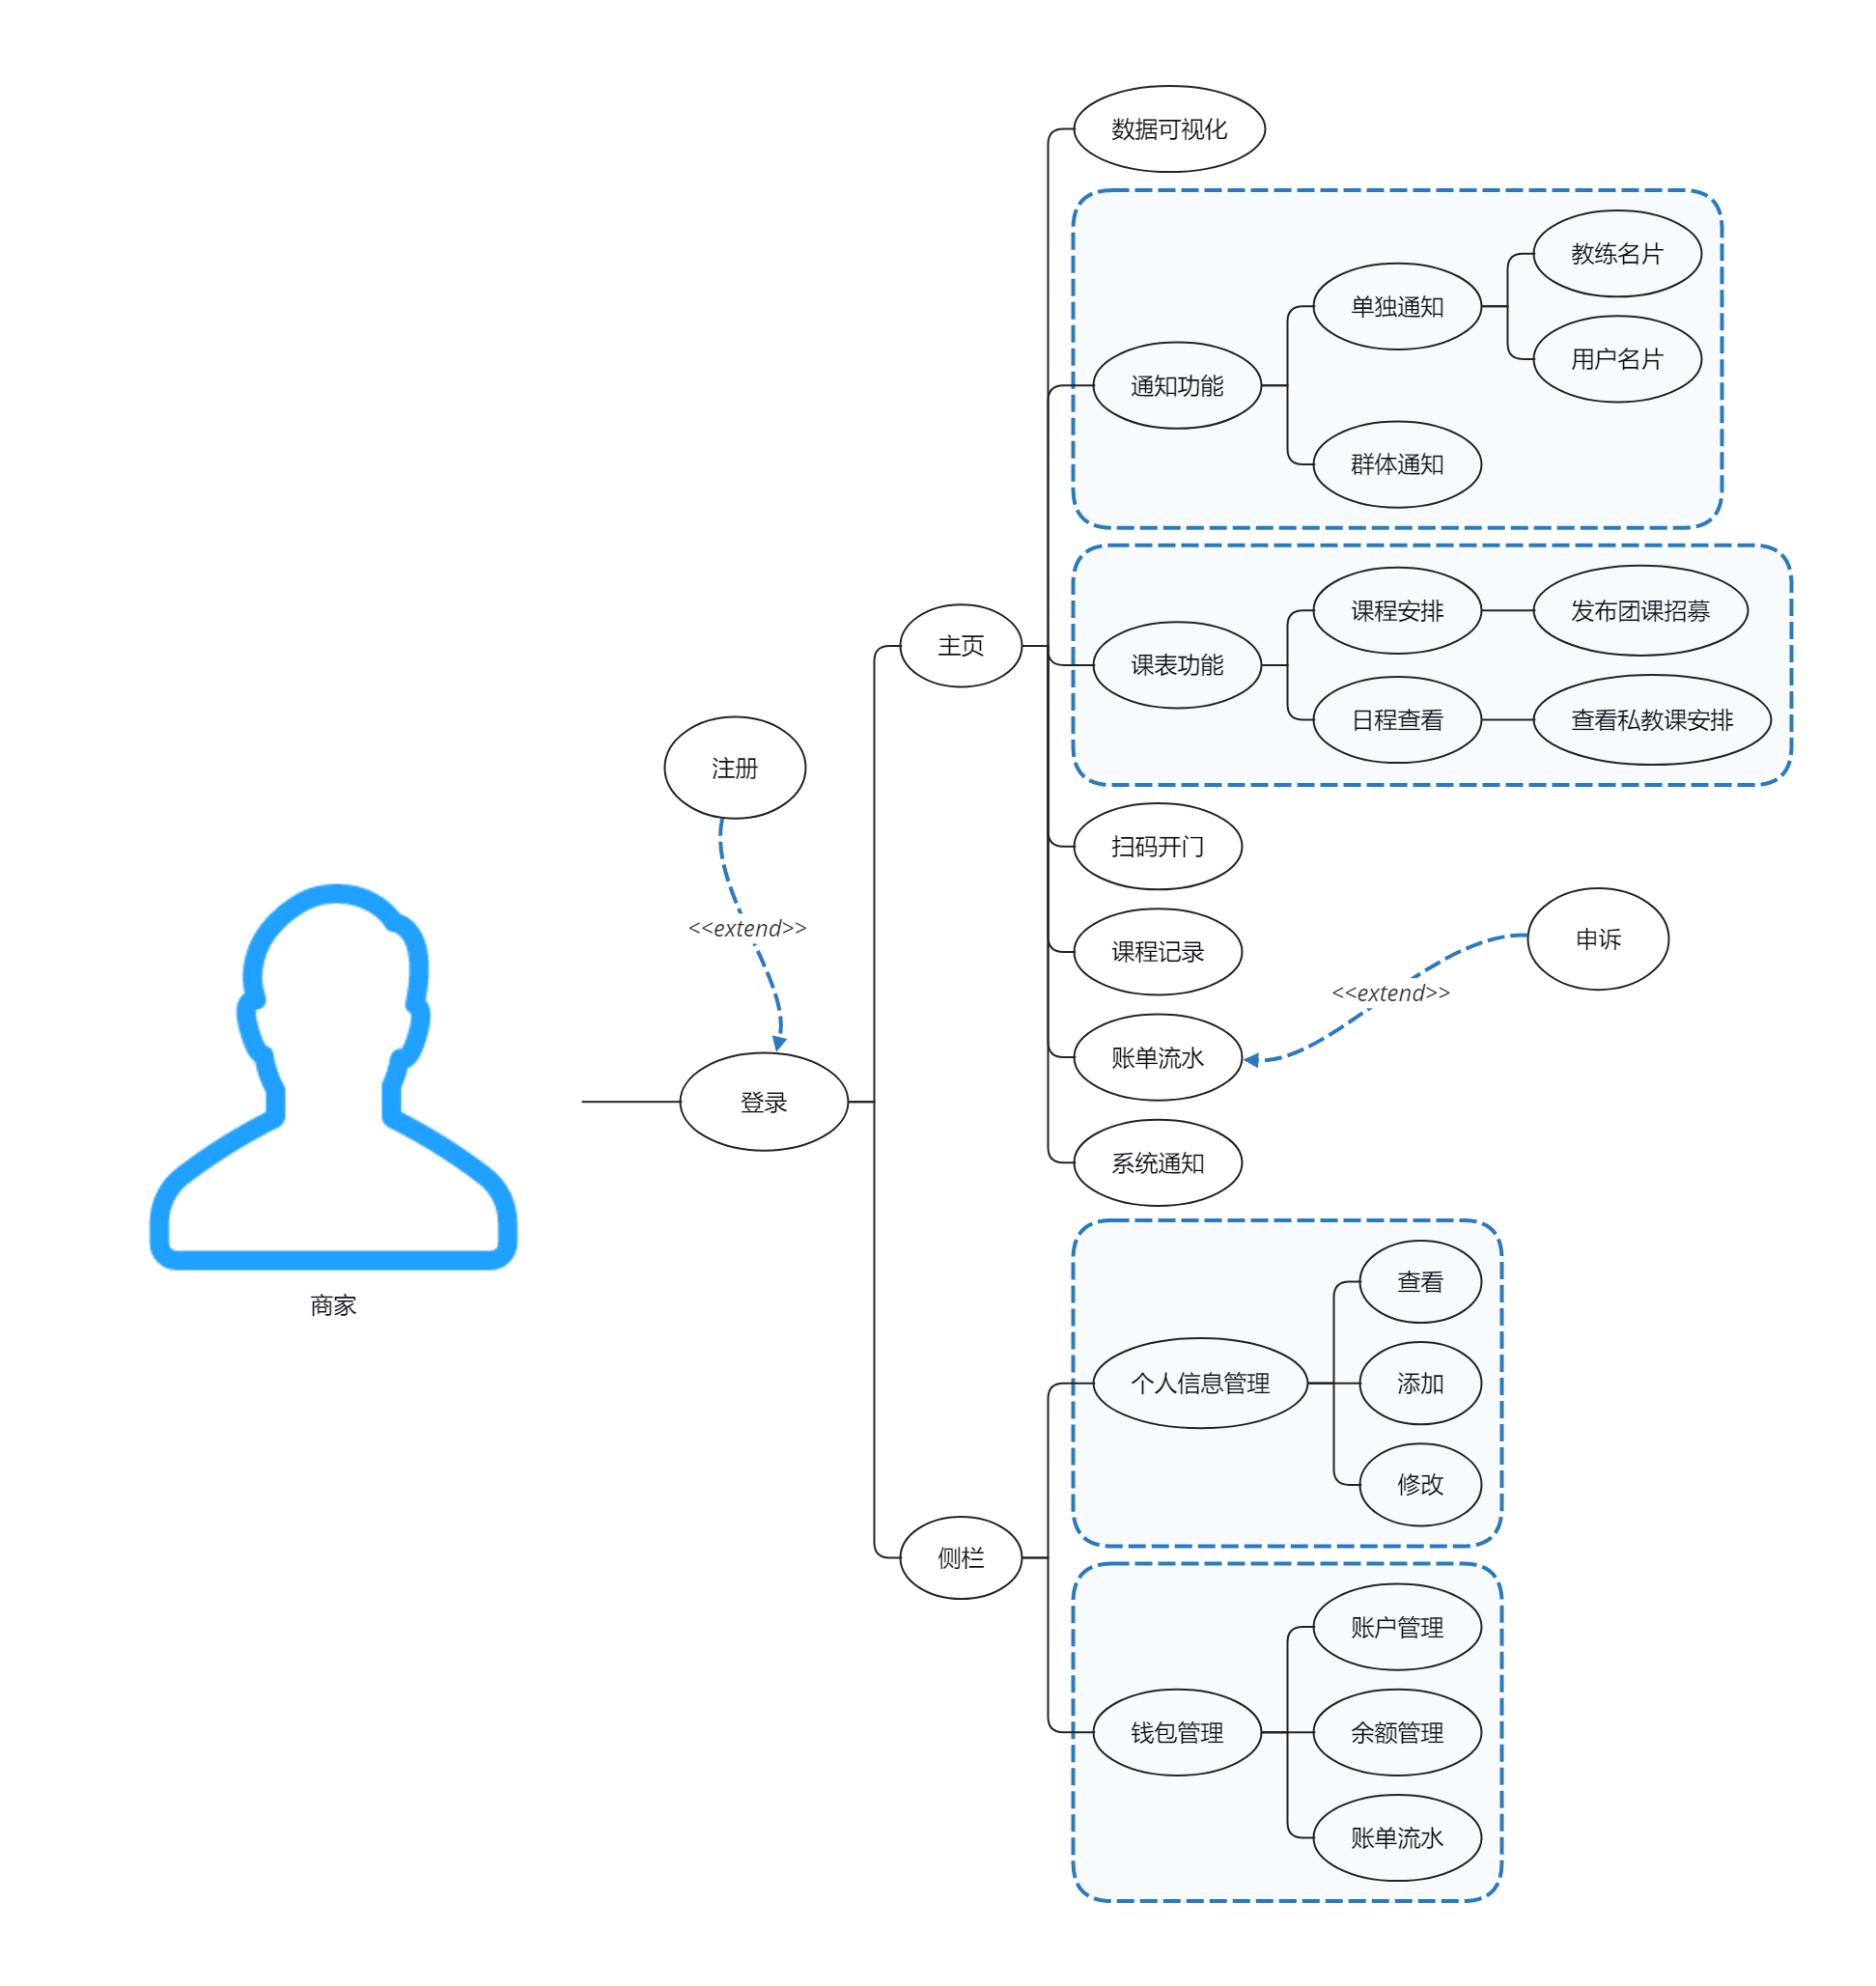 数据可视化
教练名片
单独通知
用户名片
通知功能
群体通知
课程安排
发布团课招募
主页
课表功能
日程查看
查看私教课安排
注册
扫码开门
<<extend>>
申诉
课程记录
<<extend>>
账单流水
登录
系统通知
商家
查看
个人信息管理
添加
修改
侧栏
账户管理
钱包管理
余额管理
账单流水